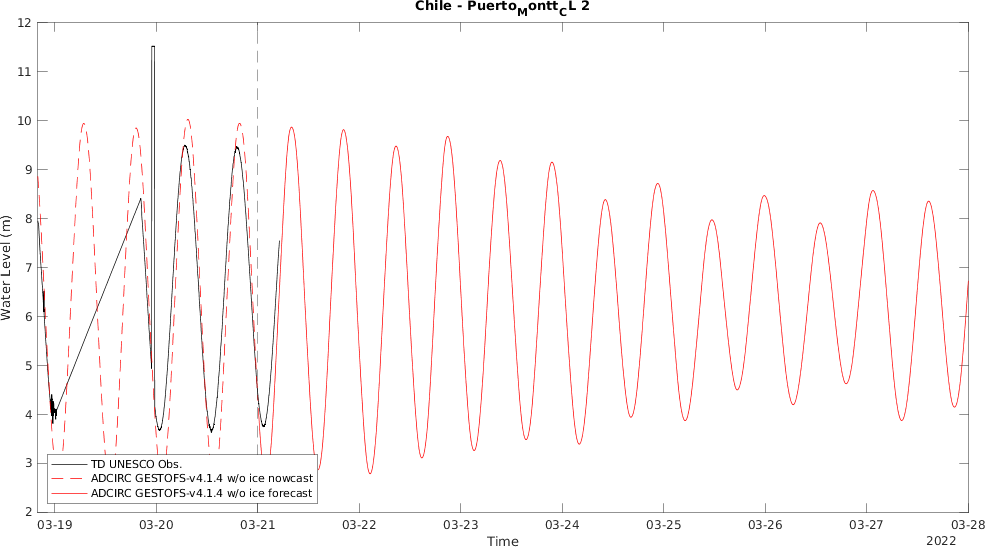 Chile - PuertoMonttCL 2
Water Level (m)
12
11
10
9
8
7
6
5
4
3
2
TD UNESCO Obs.
ADCIRC GESTOFS-v4.1.4 w/o ice nowcast
ADCIRC GESTOFS-v4.1.4 w/o ice forecast
03-19 03-20 03-21 03-22 03-23 03-24 03-25 03-26 03-27 03-28
Time
2022